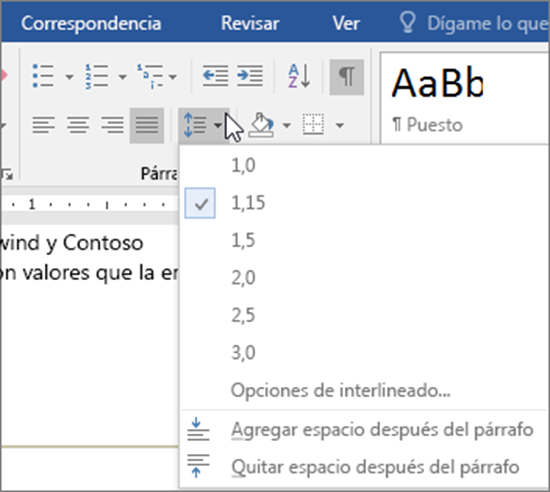 Correspondencia Revisar Ver Dígame lo que
AaBb
¶ Puesto
Párra
1
wind y Contoso
on valores que la en
1,0
1,15
1,5
2,0
2,5
3,0
Opciones de interlineado...
Agregar espacio después del párrafo
Quitar espacio después del párrafo